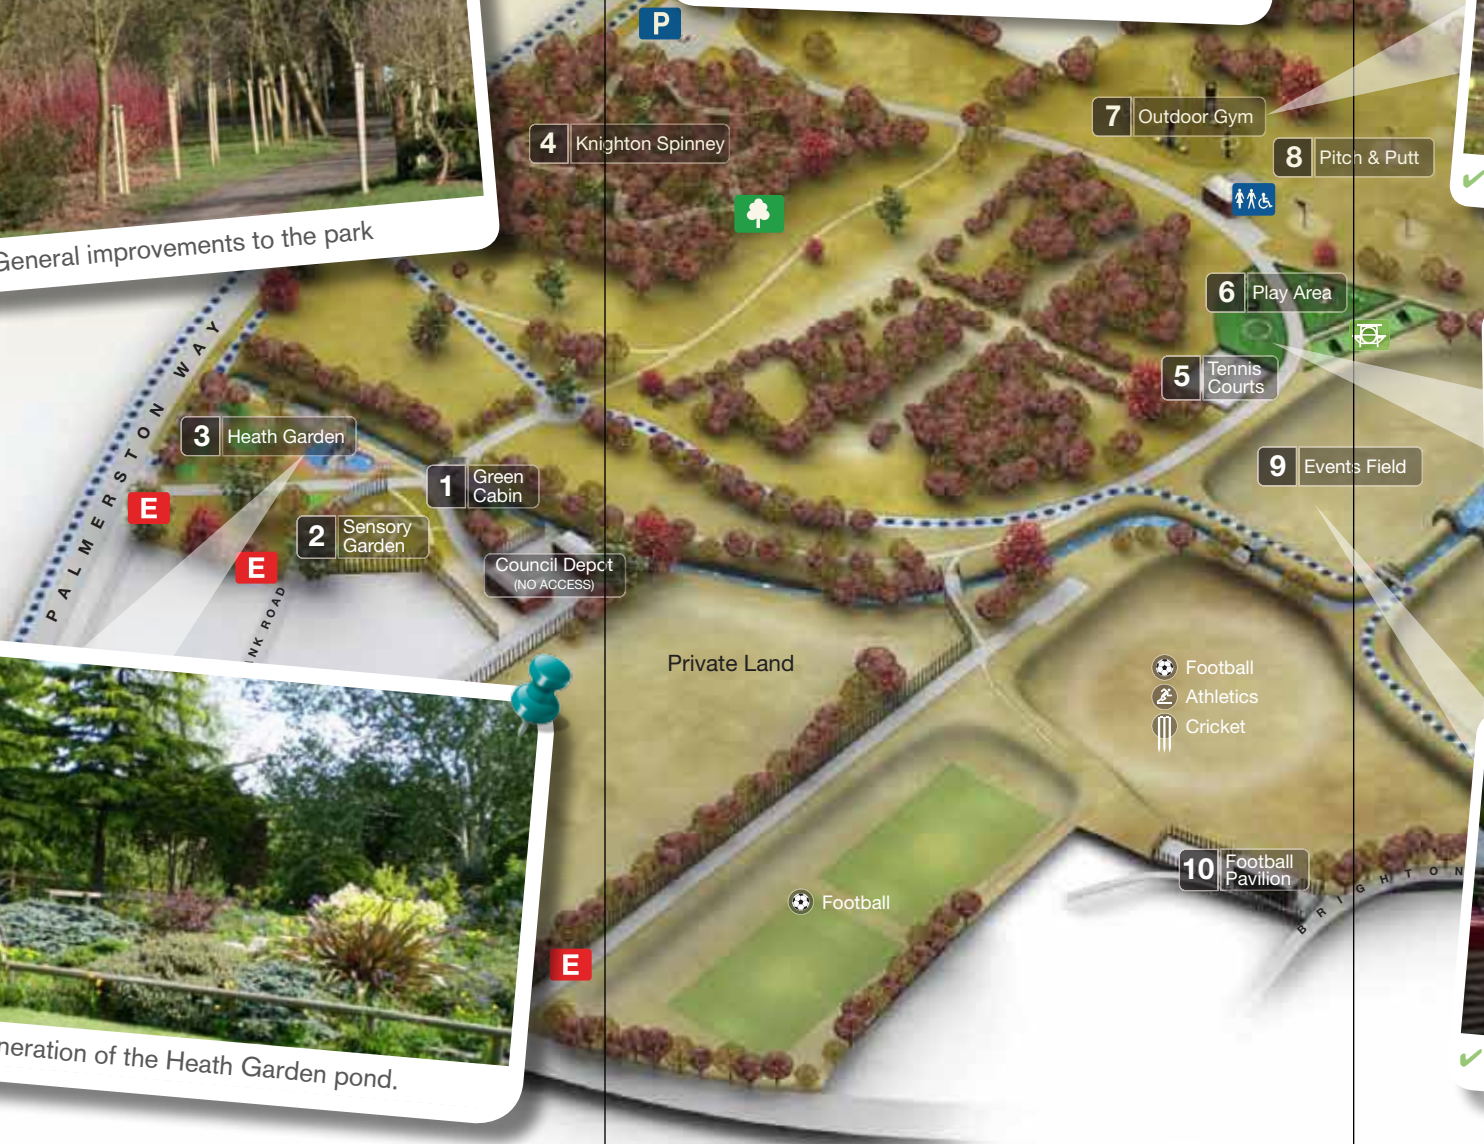 P
General improvements to the park
4 Knighton Spinney
7 Outdoor Gym
8 Pitch & Putt
6 Play Area
5 Tennis
Courts
9 Events Field
PALMERSTON WAY
3 Heath Garden
1 Green
Cabin
2 Sensory
Garden
E
E
Council Depot
(NO ACCESS)
ROAD
Private Land
Football
Athletics
Cricket
10 Football
Pavilion
BRIGHTON
Football
E
of the Heath Garden pond.